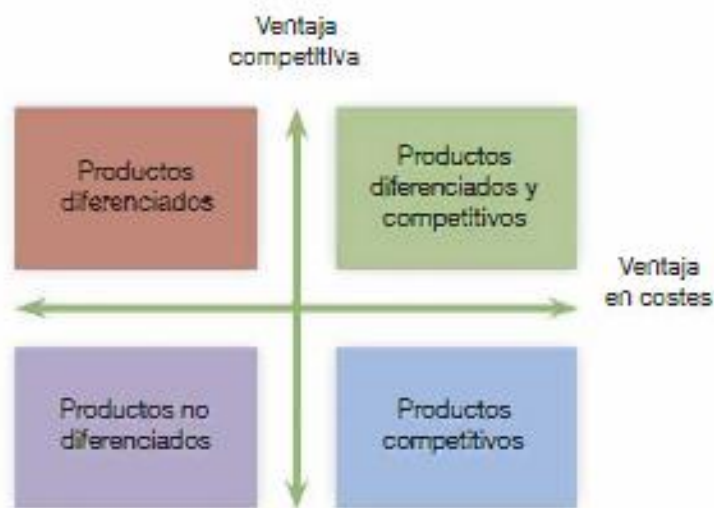 Ventaja
competitiva
Productos
diferenciados
Productos
diferenciados y
competitivos
Ventaja
en costes
Productos no
diferenciados
Productos
competitivos